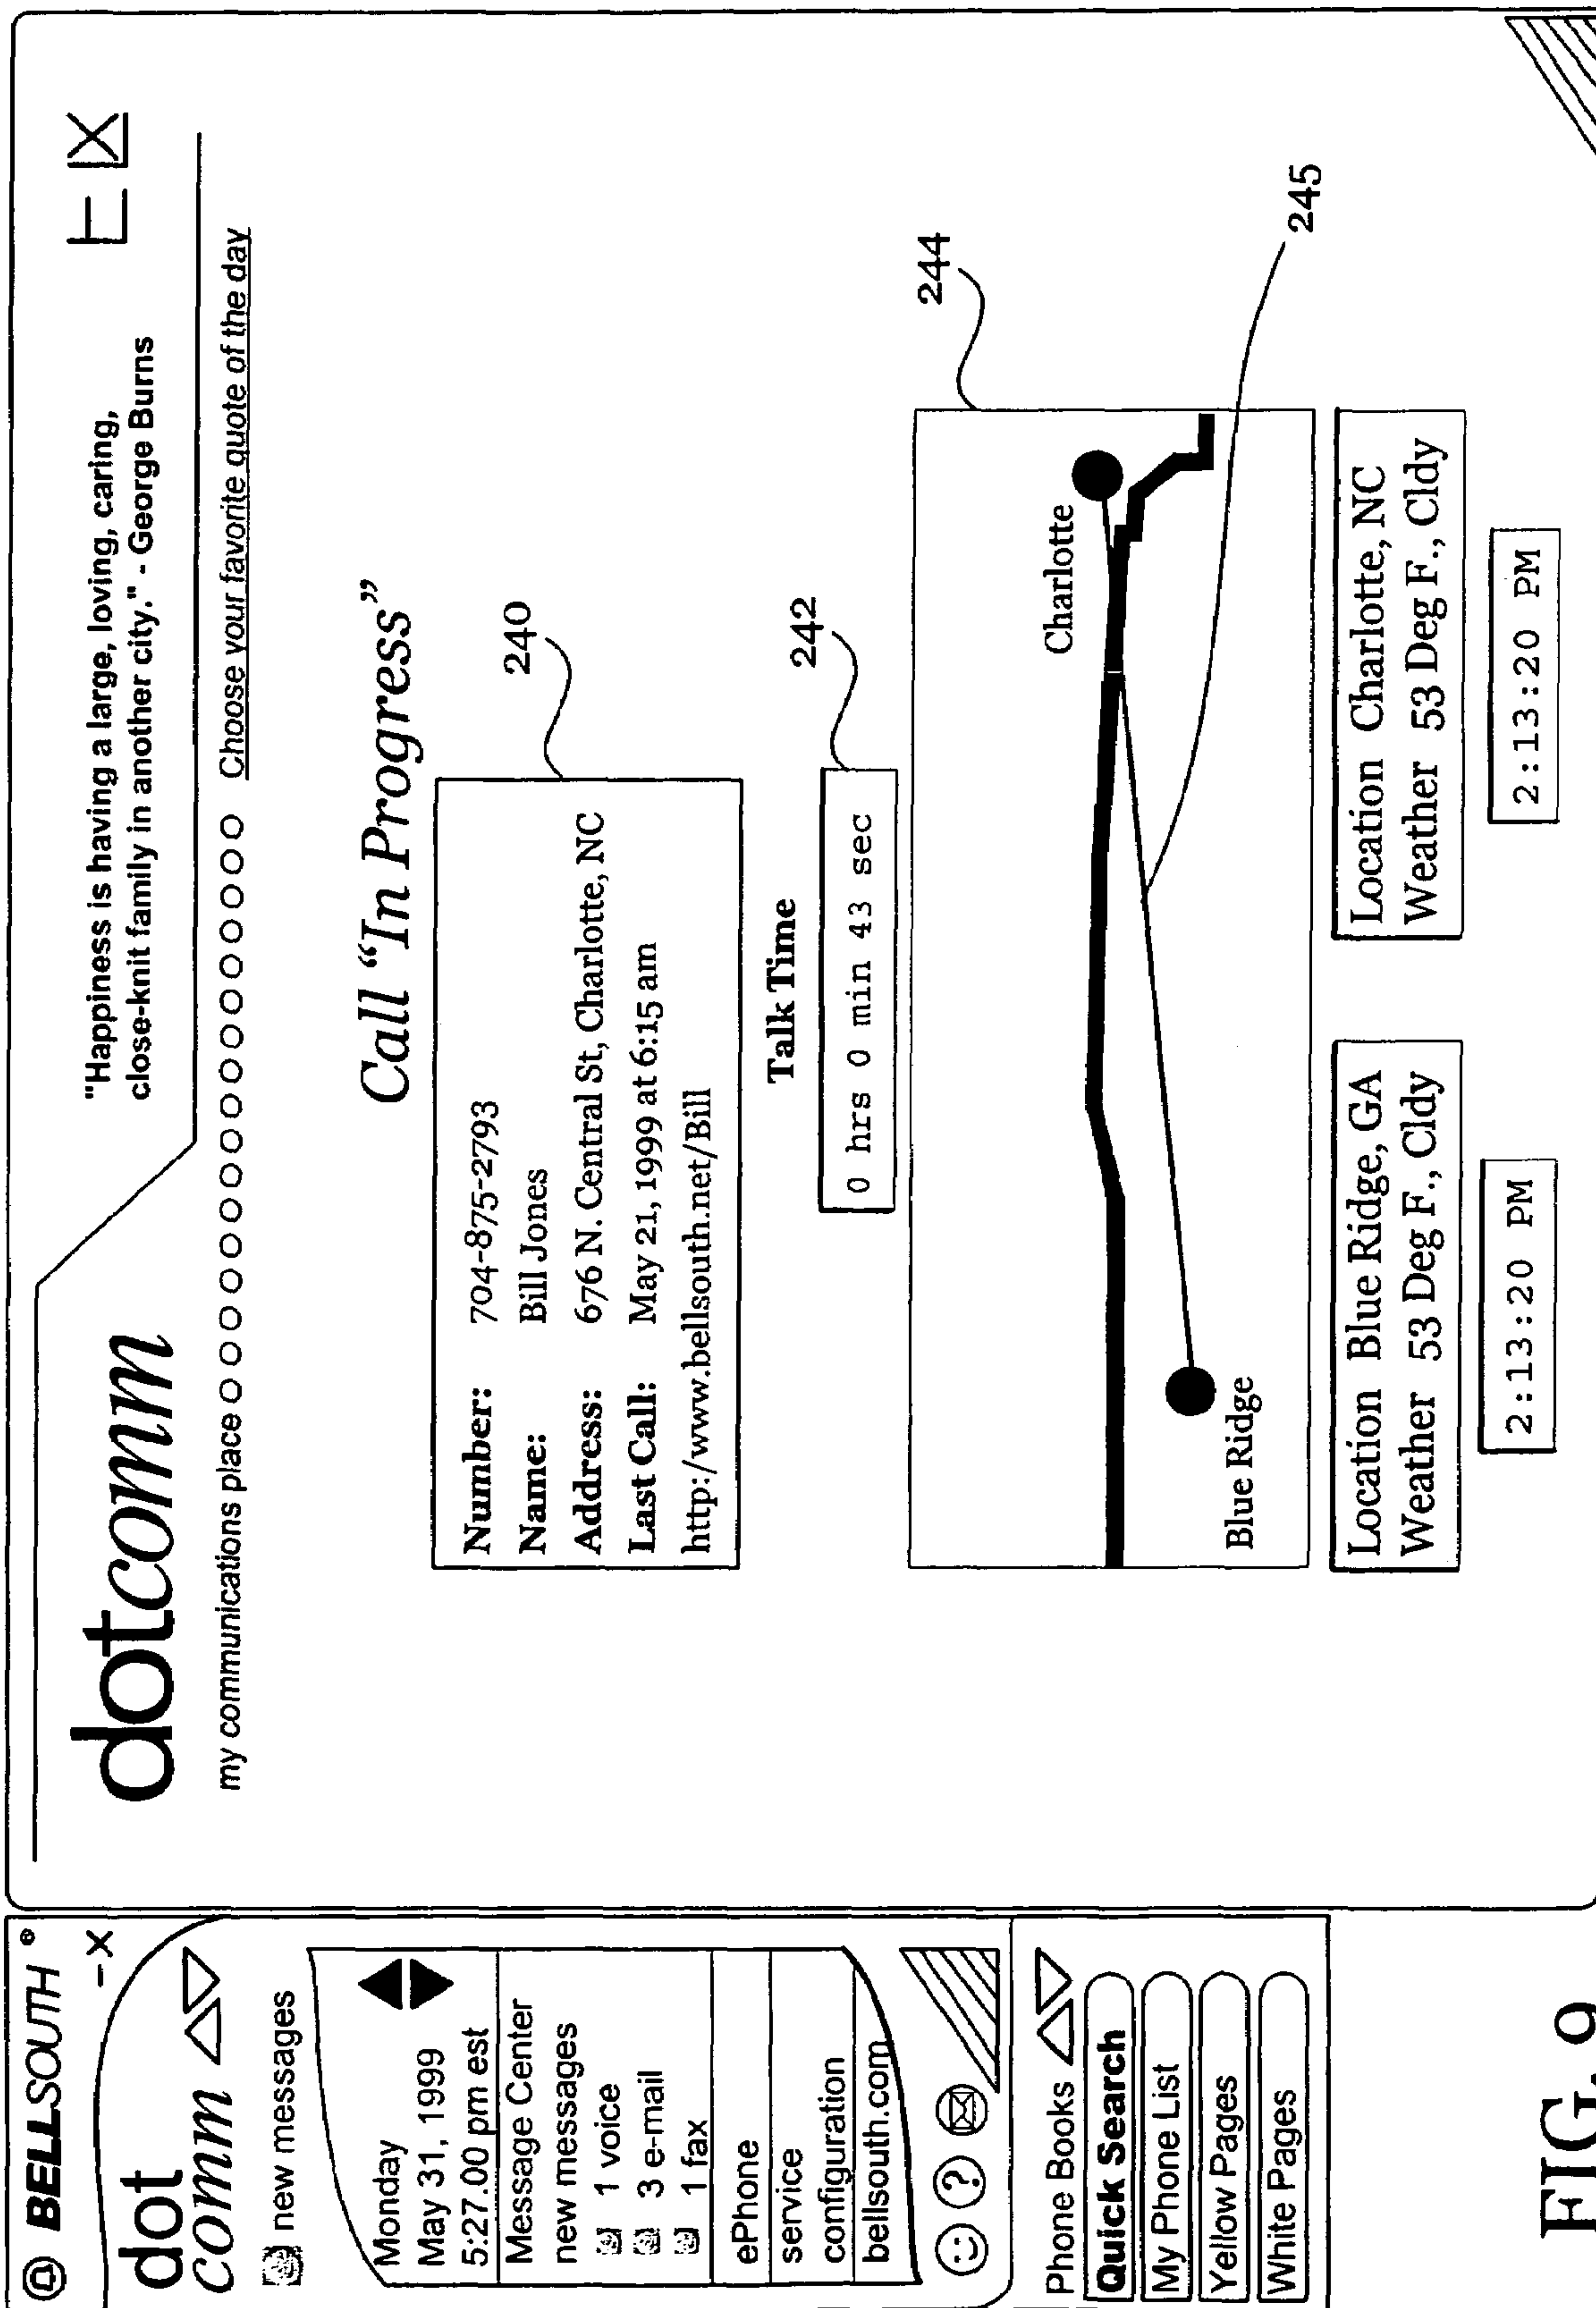 BELLSOUTH ®
– X
dot
comm
new messages
Monday
May 31, 1999
5:27.00 pm est
Message Center
new messages
1 voice
3 e-mail
1 fax
ePhone
service
configuration
bellsouth.com
?
Phone Books
Quick Search
My Phone List
Yellow Pages
White Pages
dotcomm
"Happiness is having a large, loving, caring,
close-knit family in another city." - George Burns
my communications place Choose your favorite quote of the day
Call “In Progress”
Number: 704-875-2793
Name: Bill Jones
Address: 676 N. Central St, Charlotte, NC
Last Call: May 21, 1999 at 6:15 am
http:/www.bellsouth.net/Bill
240
Talk Time
0 hrs 0 min 43 sec
242
244
Charlotte
Blue Ridge
245
Location Blue Ridge, GA
Weather 53 Deg F., Cldy
2:13:20 PM
Location Charlotte, NC
Weather 53 Deg F., Cldy
2:13:20 PM
FIG. 9